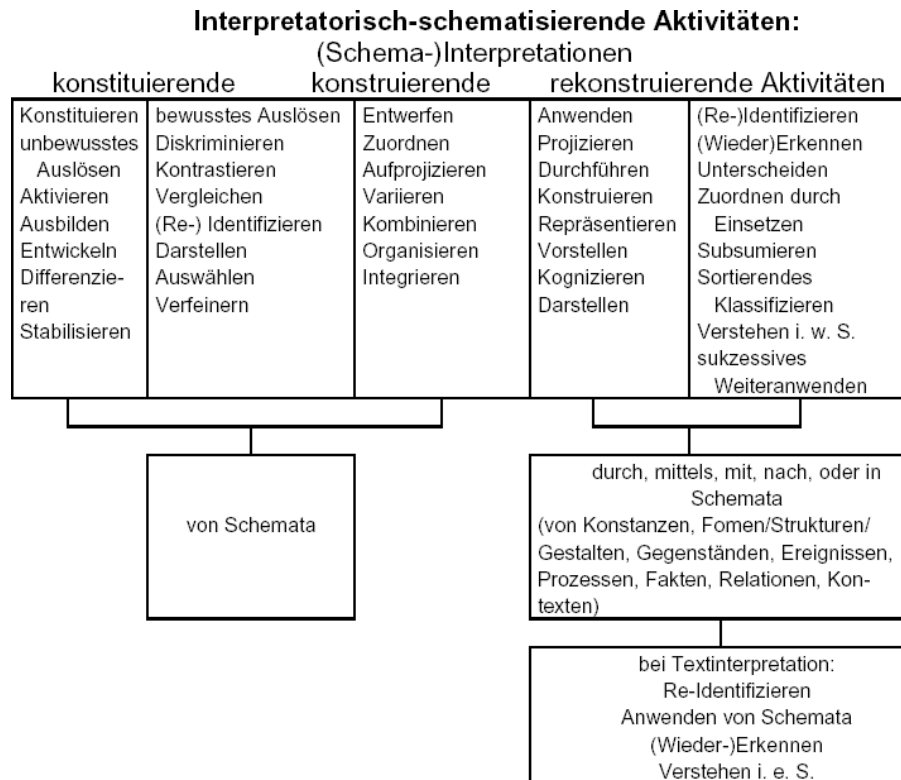 Interpretatorisch-schematisierende Aktivitäten:
(Schema-)Interpretationen
konstituierende konstruierende rekonstruierende Aktivitäten
Konstituieren
unbewusstes
Auslösen
Aktivieren
Ausbilden
Entwickeln
Differenzie-
ren
Stabilisieren
bewusstes Auslösen
Diskriminieren
Kontrastieren
Vergleichen
(Re-) Identifizieren
Darstellen
Auswählen
Verfeinern
Entwerfen
Zuordnen
Aufprojizieren
Variieren
Kombinieren
Organisieren
Integrieren
Anwenden
Projizieren
Durchführen
Konstruieren
Repräsentieren
Vorstellen
Kognizieren
Darstellen
(Re-)Identifizieren
(Wieder)Erkennen
Unterscheiden
Zuordnen durch
Einsetzen
Subsumieren
Sortierendes
Klassifizieren
Verstehen i. w. S.
sukzessives
Weiteranwenden
von Schemata
durch, mittels, mit, nach, oder in
Schemata
(von Konstanzen, Fomen/Strukturen/
Gestalten, Gegenständen, Ereignissen,
Prozessen, Fakten, Relationen, Kon-
texten)
bei Textinterpretation:
Re-Identifizieren
Anwenden von Schemata
(Wieder-)Erkennen
Verstehen i. e. S.